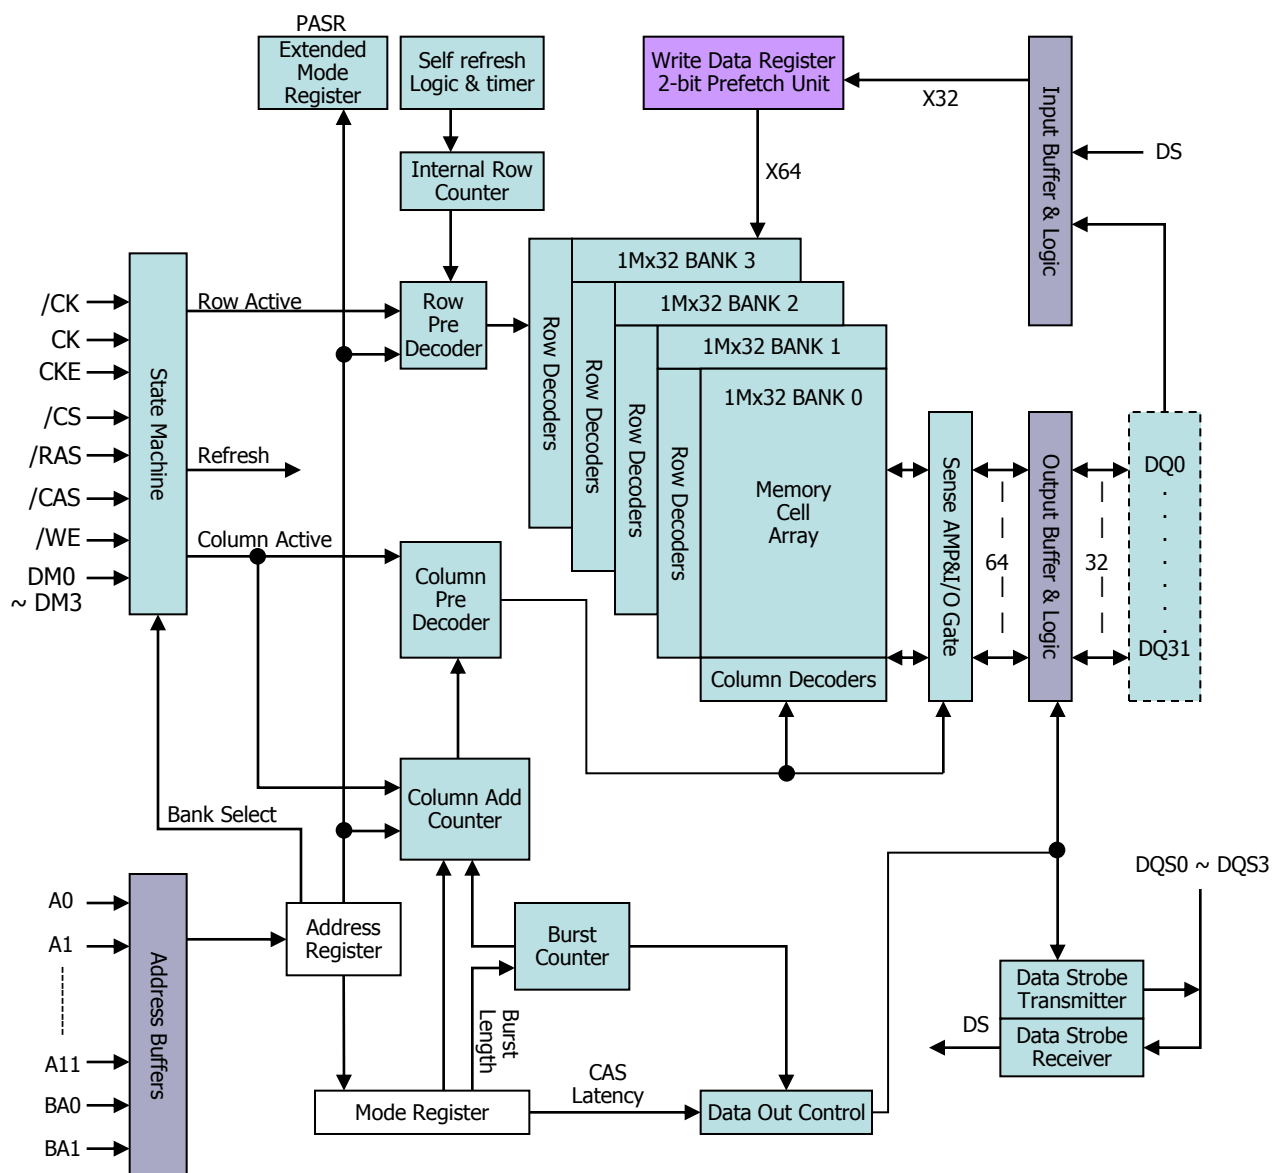 PASR
Extended
Mode
Register
Self refresh
Logic & timer
Write Data Register
2-bit Prefetch Unit
X32
Input Buffer & Logic
DS
Internal Row
Counter
X64
1Mx32 BANK 3
1Mx32 BANK 2
1Mx32 BANK 1
1Mx32 BANK 0
Row Decoders
Row Decoders
Row Decoders
Row Decoders
Memory
Cell
Array
Column Decoders
/CK
CK
CKE
/CS
/RAS
/CAS
/WE
DM0
~ DM3
State Machine
Row Active
Refresh
Column Active
Row
Pre
Decoder
Column
Pre
Decoder
Sense AMP&I/O Gate
64
Output Buffer & Logic
32
DQ0
.
.
.
.
.
.
.
DQ31
Bank Select
Column Add
Counter
A0
A1
A11
BA0
BA1
Address Buffers
Address
Register
Burst
Counter
Burst
Length
Mode Register
CAS
Latency
Data Out Control
DQS0 ~ DQS3
Data Strobe
Transmitter
DS
Data Strobe
Receiver